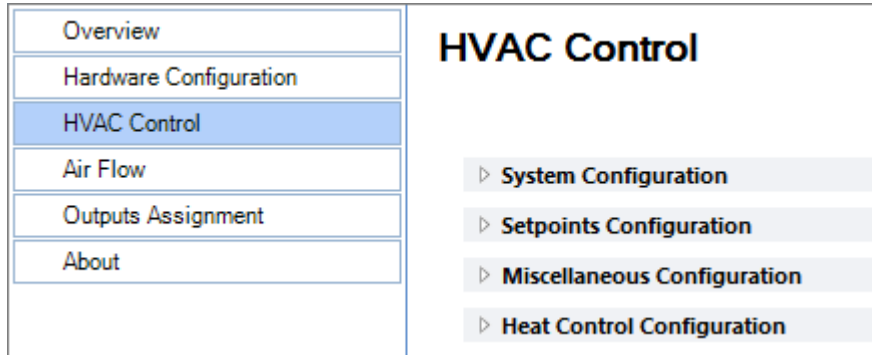 Overview
Hardware Configuration
HVAC Control
Air Flow
Outputs Assignment
About
HVAC Control
System Configuration
Setpoints Configuration
Miscellaneous Configuration
Heat Control Configuration